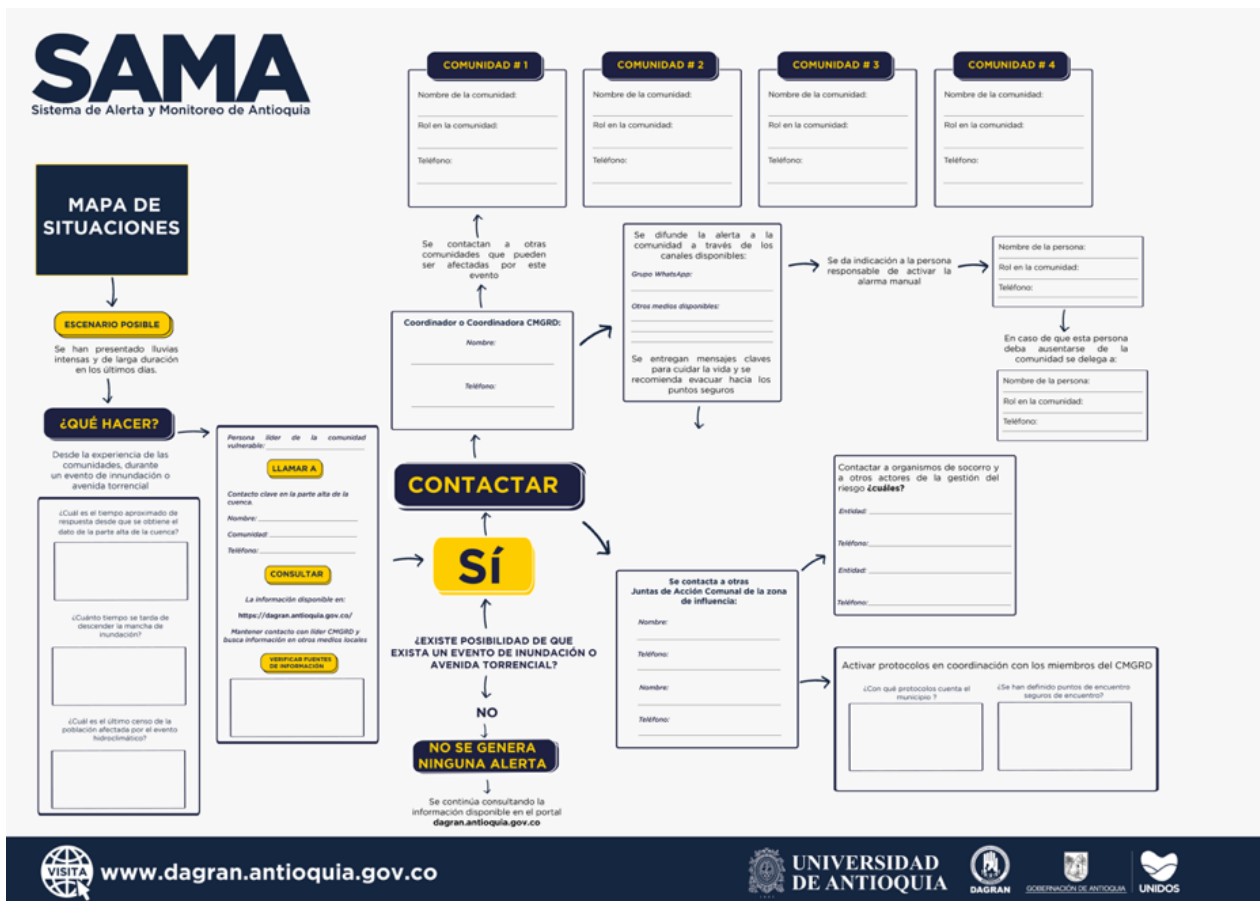 SAMA
Sistema de Alerta y Monitoreo de Antioquia
MAPA DE
SITUACIONES
ESCENARIO POSIBLE
Se han presentado lluvias
intensas y de larga duración
en los últimos días.
¿QUÉ HACER?
Desde la experiencia de las
comunidades, durante
un evento de innundación o
avenida torrencial
¿Cuál es el tiempo aproximado de
respuesta desde que se obtiene el
dato de la parte alta de la cuenca?
¿Cuánto tiempo se tarda de
descender la mancha de
inundación?
¿Cuál es el último censo de la
población afectada por el evento
hidroclimático?
Persona líder de la comunidad
vulnerable:
LLAMAR A
Contacto clave en la parte alta de la
cuenca.
Nombre:
Comunidad:
Teléfono:
CONSULTAR
La información disponible en:
https://dagran.antioquia.gov.co/
Mantener contacto con líder CMGRD y
busca información en otros medios locales
VERIFICAR FUENTES
DE INFORMACIÓN
COMUNIDAD # 1
Nombre de la comunidad:
Rol en la comunidad:
Teléfono:
COMUNIDAD # 2
Nombre de la comunidad:
Rol en la comunidad:
Teléfono:
COMUNIDAD # 3
Nombre de la comunidad:
Rol en la comunidad:
Teléfono:
COMUNIDAD # 4
Nombre de la comunidad:
Rol en la comunidad:
Teléfono:
Se contactan a otras
comunidades que pueden
ser afectadas por este
evento
Coordinador o Coordinadora CMGRD:
Nombre:
Teléfono:
CONTACTAR
SÍ
¿EXISTE POSIBILIDAD DE QUE
EXISTA UN EVENTO DE INUNDACIÓN O
AVENIDA TORRENCIAL?
NO
NO SE GENERA
NINGUNA ALERTA
Se continúa consultando la
información disponible en el portal
dagran.antioquia.gov.co
Se difunde la alerta a la
comunidad a través de los
canales disponibles:
Grupo WhatsApp:
Otros medios disponibles:
Se entregan mensajes claves
para cuidar la vida y se
recomienda evacuar hacia los
puntos seguros
Se da indicación a la persona
responsable de activar la
alarma manual
Nombre de la persona:
Rol en la comunidad:
Teléfono:
En caso de que esta persona
deba ausentarse de la
comunidad se delega a:
Nombre de la persona:
Rol en la comunidad:
Teléfono:
Contactar a organismos de socorro y
a otros actores de la gestión del
riesgo ¿cuáles?
Entidad:
Teléfono:
Entidad:
Teléfono:
Se contacta a otras
Juntas de Acción Comunal de la zona
de influencia:
Nombre:
Teléfono:
Nombre:
Teléfono:
Activar protocolos en coordinación con los miembros del CMGRD
¿Con qué protocolos cuenta el
municipio ?
¿Se han definido puntos de encuentro
seguros de encuentro?
VISITA
www.dagran.antioquia.gov.co
UNIVERSIDAD
DE ANTIOQUIA
DAGRAN
GOBERNACIÓN DE ANTIOQUIA
UNIDOS